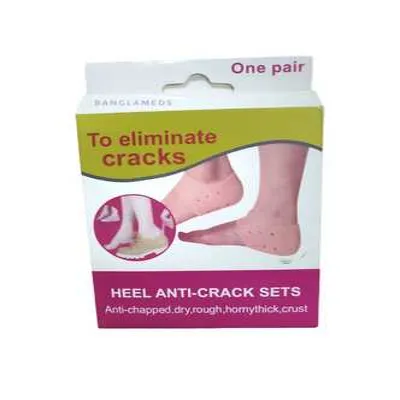 One pair
BANGLAMEDS
To eliminate
cracks
HEEL ANTI-CRACK SETS
Anti-chapped,dry,rough,hornythick,crust